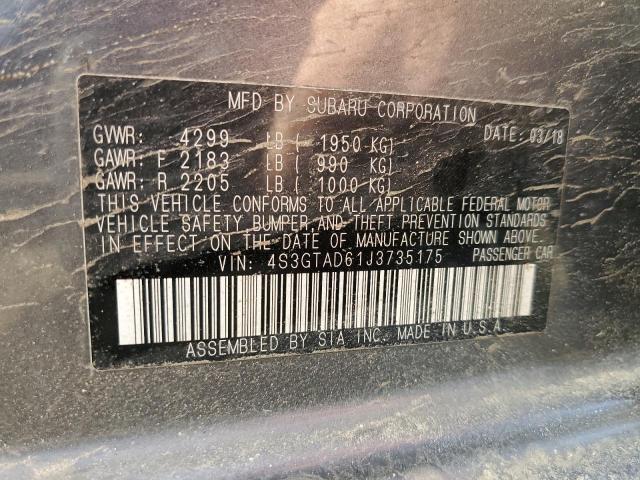 MFD BY SUBARU CORPORATION
GVWR: 4299 LB ( 1950 KG) DATE: 03/18
GAWR: F 2183 LB ( 990 KG)
GAWR: R 2205 LB ( 1000 KG)
THIS VEHICLE CONFORMS TO ALL APPLICABLE FEDERAL MOTOR
VEHICLE SAFETY BUMPER, AND THEFT PREVENTION STANDARDS
IN EFFECT ON THE DATE OF MANUFACTURE SHOWN ABOVE.
VIN: 4S3GTAD61J3735175 PASSENGER CAR
ASSEMBLED BY SIA INC. MADE IN U.S.A.